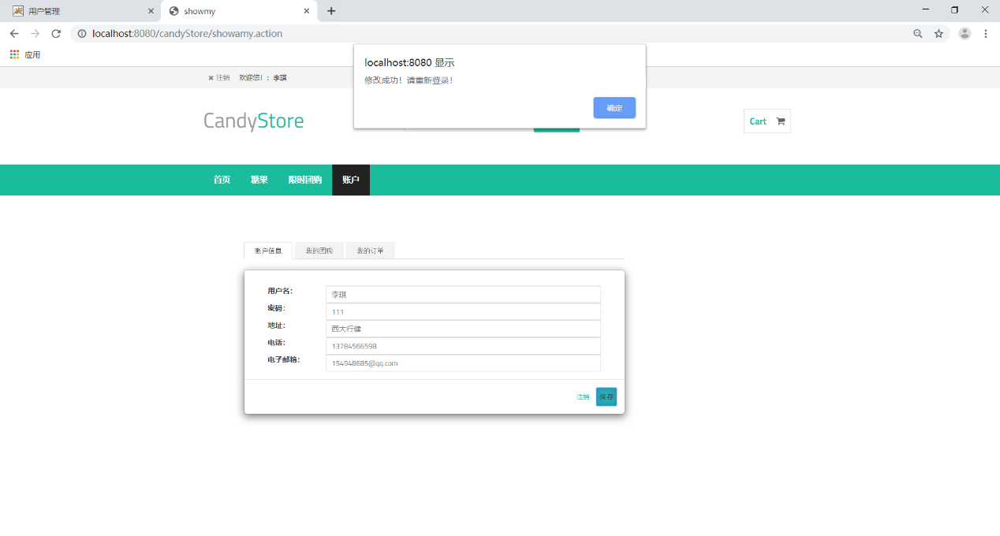 用户管理
showmy
localhost:8080/candyStore/showamy.action
应用
localhost:8080 显示
修改成功！请重新登录！
确定
注销 欢迎您！：李琪
CandyStore
Cart
首页 糖果 限时团购 账户
账户信息 我的团购 我的订单
用户名： 李琪
密码： 111
地址： 西大行健
电话： 13784566598
电子邮箱： 154948685@qq.com
注销 保存